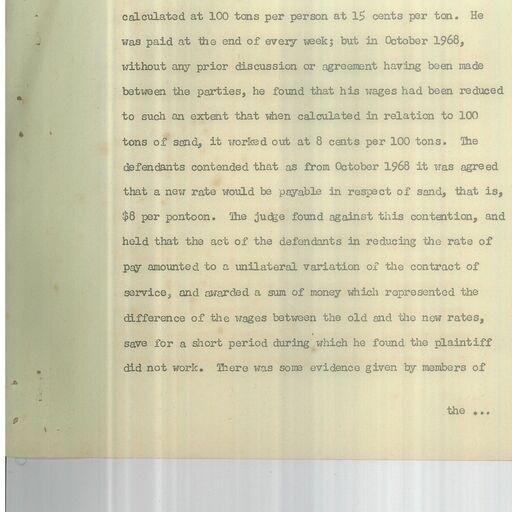 calculated at 100 tons per person at 15 cents per ton. He
was paid at the end of every week; but in October 1968,
without any prior discussion or agreement having been made
between the parties, he found that his wages had been reduced
to such an extent that when calculated in relation to 100
tons of sand, it worked out at 8 cents per 100 tons. The
defendants contended that as from October 1968 it was agreed
that a new rate would be payable in respect of sand, that is,
$8 per pontoon. The judge found against this contention, and
held that the act of the defendants in reducing the rate of
pay amounted to a unilateral variation of the contract of
service, and awarded a sum of money which represented the
difference of the wages between the old and the new rates,
save for a short period during which he found the plaintiff
did not work. There was some evidence given by members of
the ...